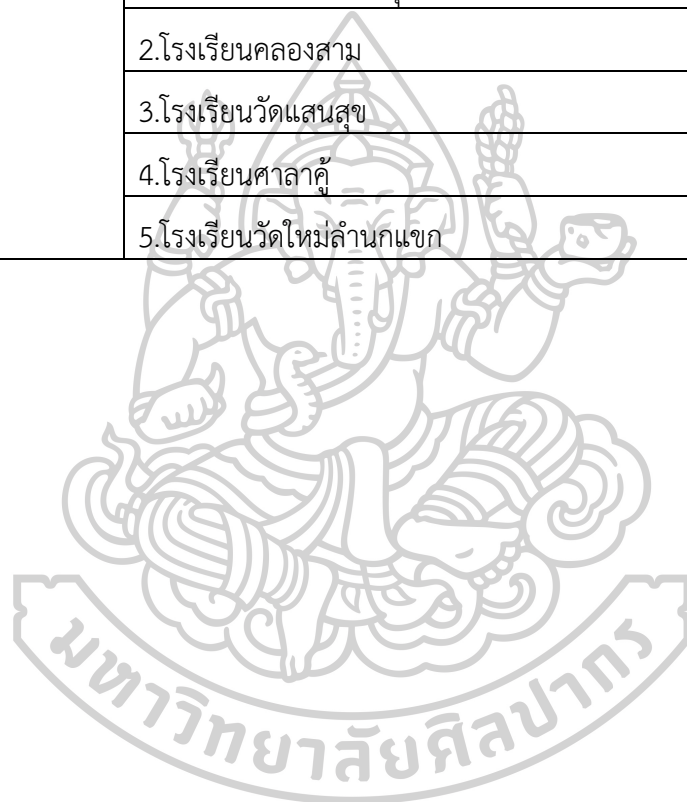 2.โรงเรียนคลองสาม
3.โรงเรียนวัดแสนสุข
4.โรงเรียนศาลาคู้
5.โรงเรียนวัดใหม่ลำนกแขก
มหาวิทยาลัยศิลปากร